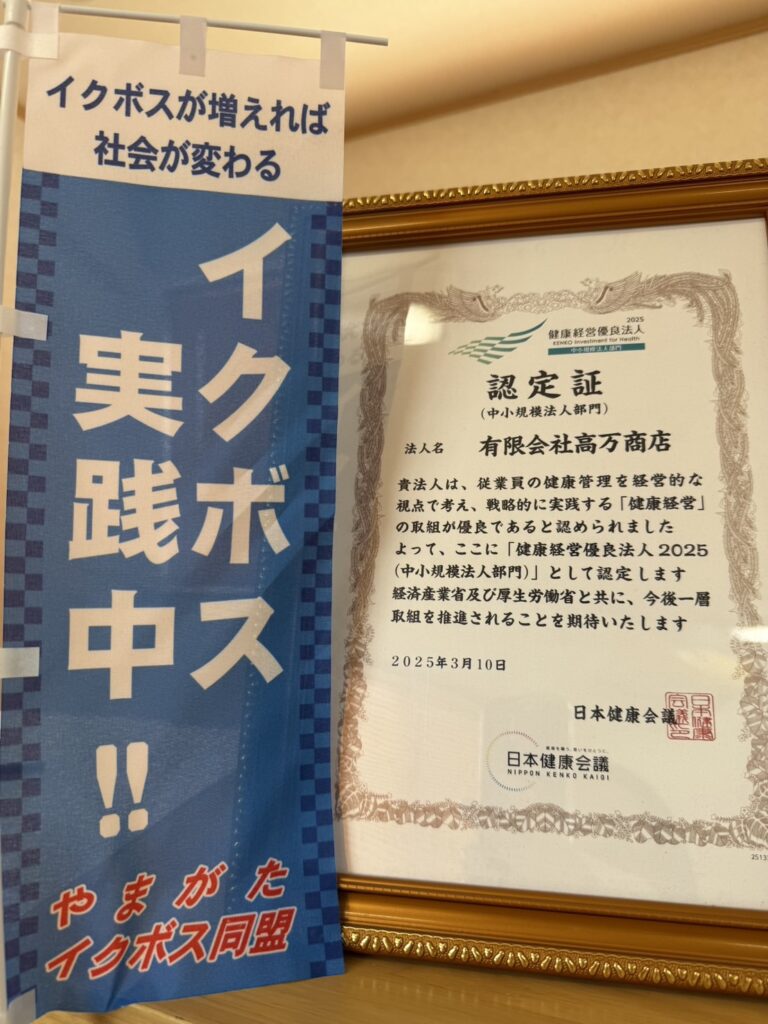 イクボスが増えれば
社会が変わる
イクボス
実践中!!
やまがた
イクボス同盟
2025
健康経営優良法人
KENKO Investment for Health
中小規模法人部門
認定証
(中小規模法人部門)
法人名 有限会社高万商店
貴法人は、従業員の健康管理を経営的な
視点で考え、戦略的に実践する「健康経営」
の取組が優良であると認められました
よって、ここに「健康経営優良法人2025
(中小規模法人部門)」として認定します
経済産業省及び厚生労働省と共に、今後一層
取組を推進されることを期待いたします
2025年3月10日
日本健康会議
日本健康会議
NIPPON KENKO KAIGI